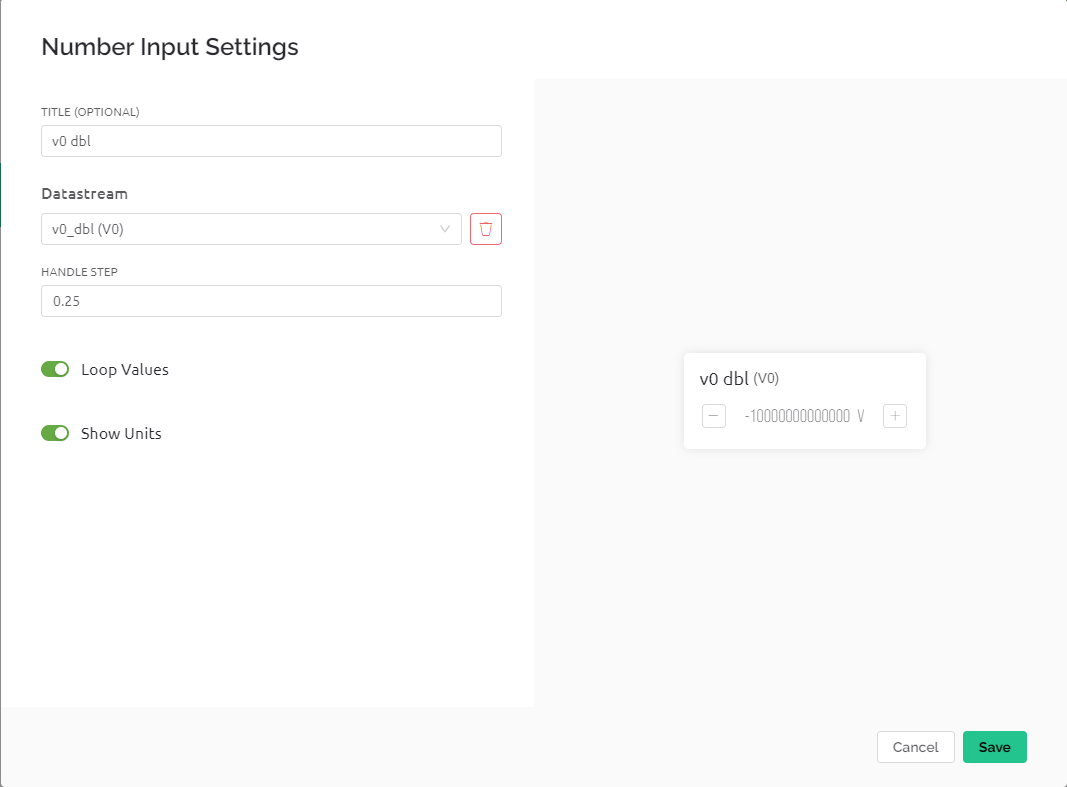 Number Input Settings
TITLE (OPTIONAL)
v0 dbl
Datastream
v0_dbl (V0)
HANDLE STEP
0.25
Loop Values
Show Units
v0 dbl (V0)
-10000000000000 V
Cancel
Save